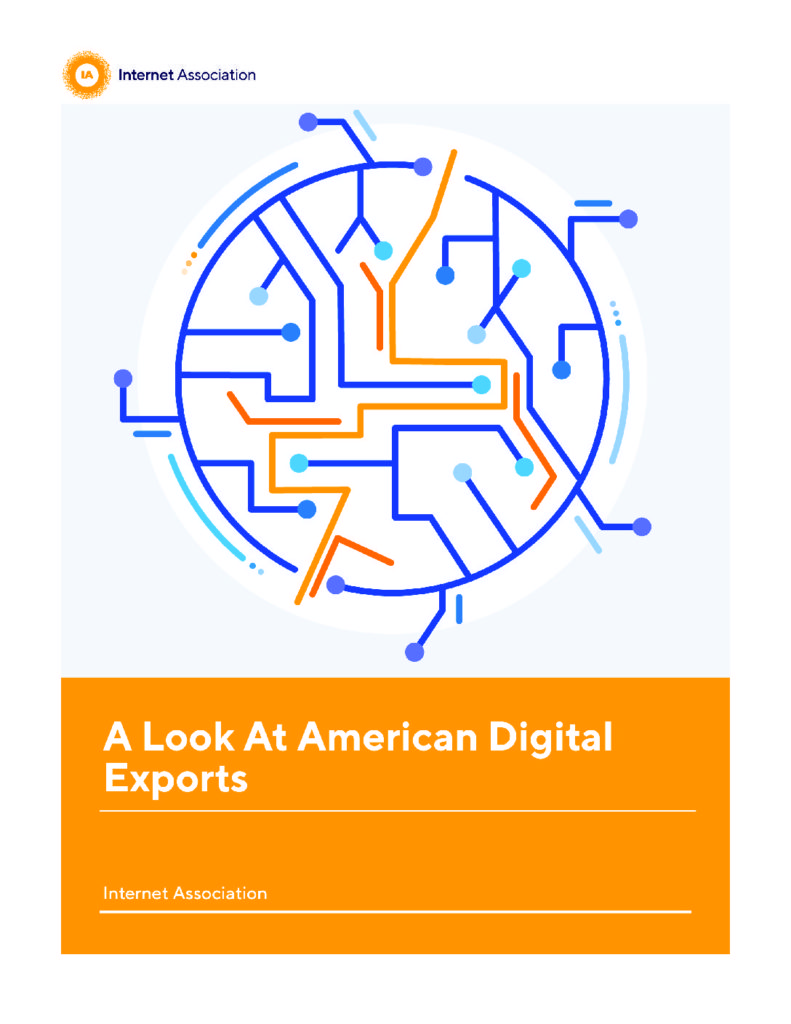 IA Internet Association
A Look At American Digital
Exports
Internet Association